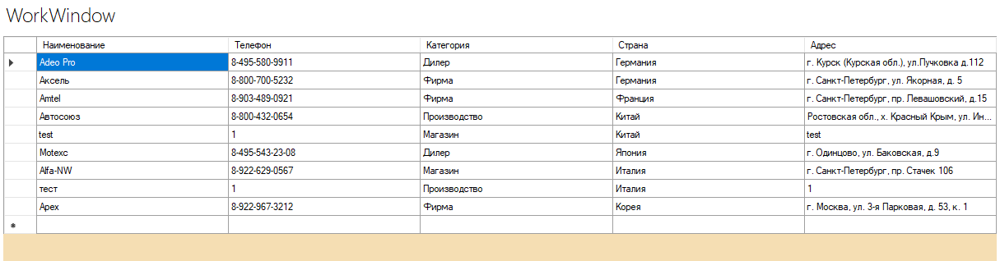 WorkWindow
Наименование Телефон Категория Страна Адрес
Adeo Pro 8-495-580-9911 Дилер Германия г. Курск (Курская обл.), ул.Пучковка д.112
Аксель 8-800-700-5232 Фирма Германия г. Санкт-Петербург, ул. Якорная, д. 5
Amtel 8-903-489-0921 Фирма Франция г. Санкт-Петербург, пр. Левашовский, д.15
Автосоюз 8-800-432-0654 Производство Китай Ростовская обл., х. Красный Крым, ул. Ин...
test 1 Магазин Китай test
Мотехс 8-495-543-23-08 Дилер Япония г. Одинцово, ул. Баковская, д.9
Alfa-NW 8-922-629-0567 Магазин Италия г. Санкт-Петербург, пр. Стачек 106
тест 1 Производство Италия 1
Apex 8-922-967-3212 Фирма Корея г. Москва, ул. 3-я Парковая, д. 53, к. 1